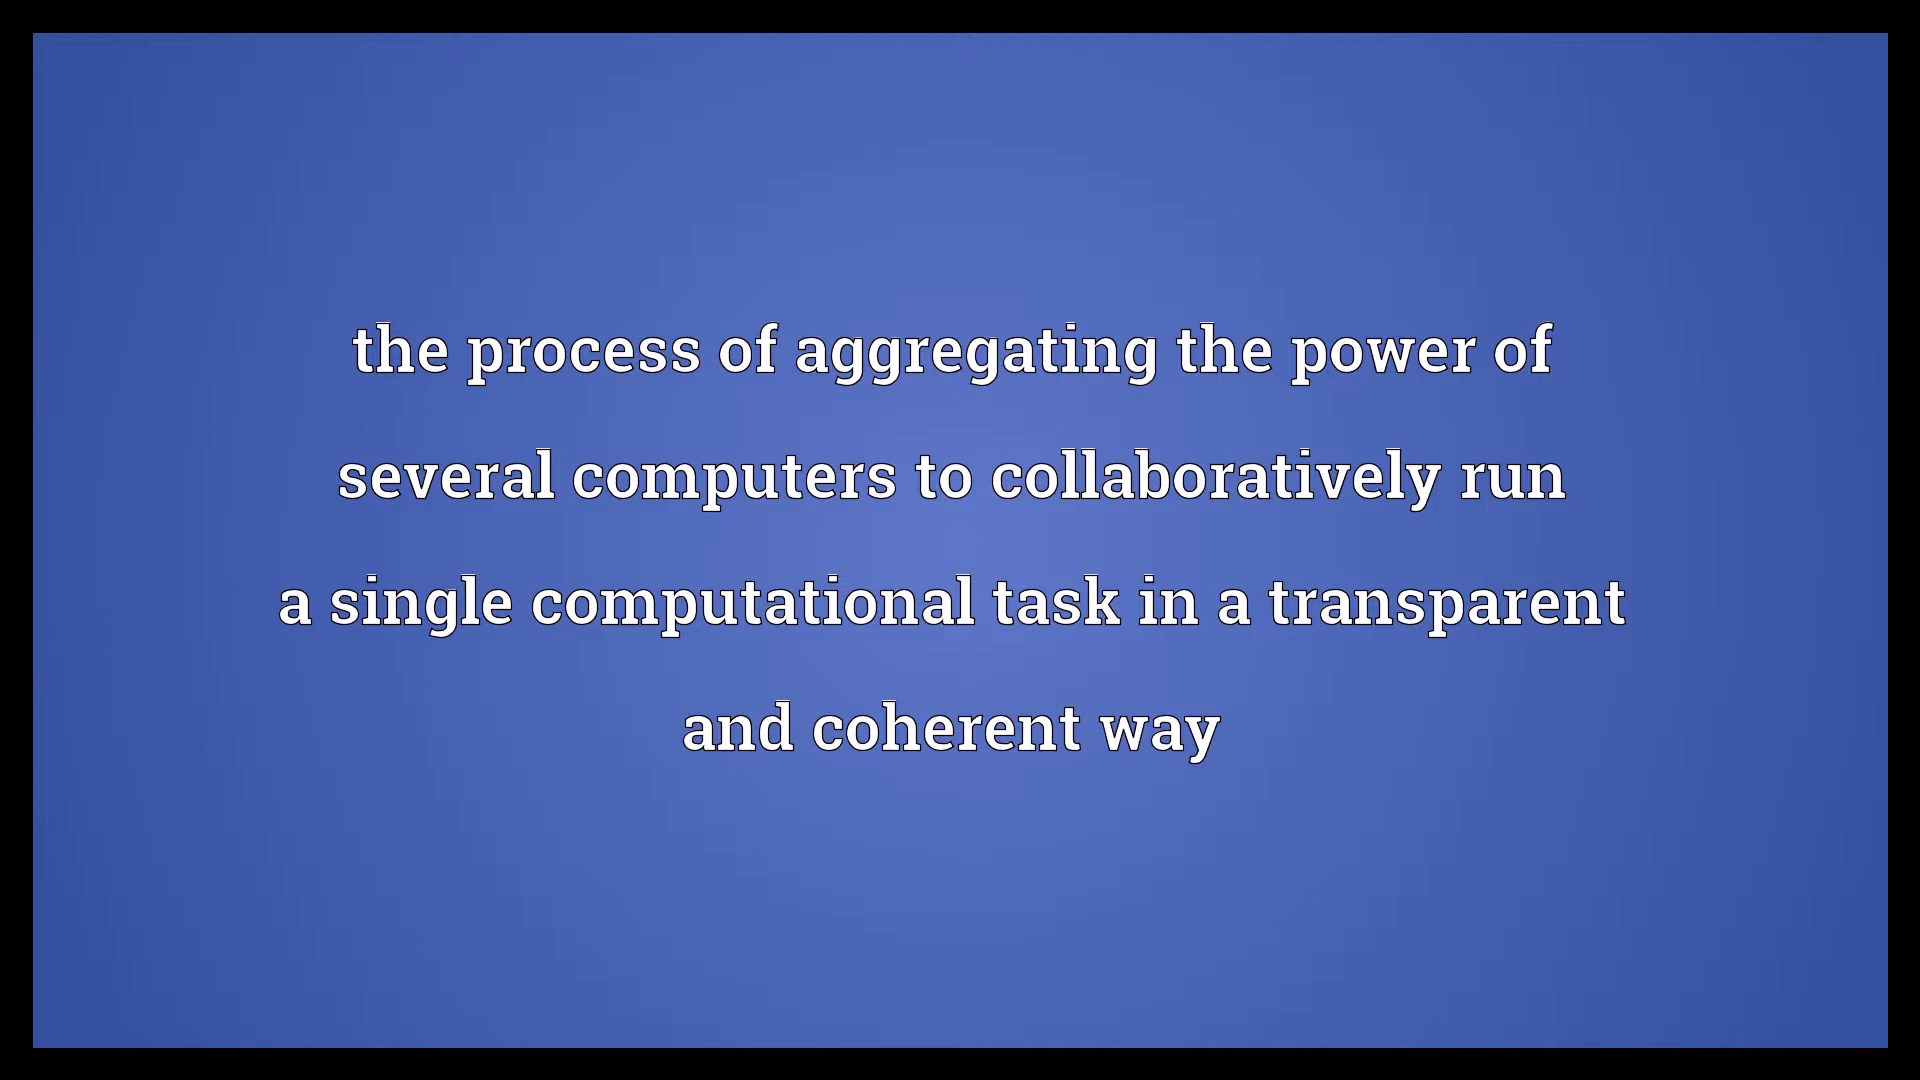 the process of aggregating the power of
several computers to collaboratively run
a single computational task in a transparent
and coherent way